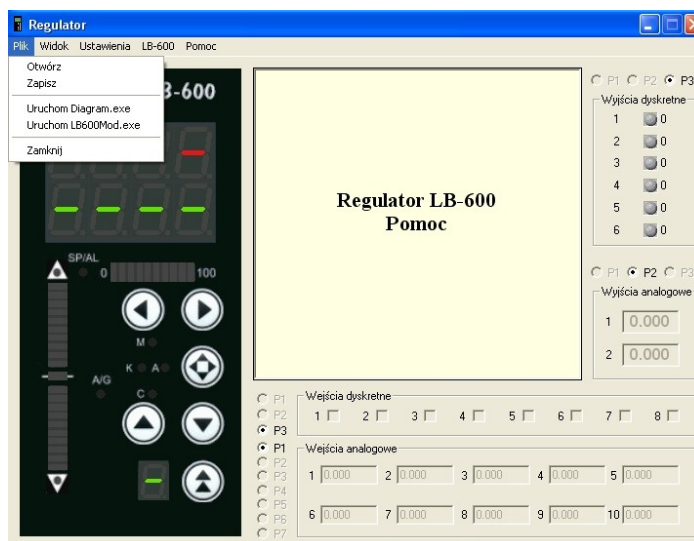 Regulator
Plik Widok Ustawienia LB-600 Pomoc
Otwórz
Zapisz
Uruchom Diagram.exe
Uruchom LB600Mod.exe
Zamknij
3-600
SP/AL
0 100
M
K A
A/G
C
Regulator LB-600
Pomoc
P1 P2 P3
Wyjścia dyskretne
1 0
2 0
3 0
4 0
5 0
6 0
P1 P2 P3
Wyjścia analogowe
1 0.000
2 0.000
P1
P2
P3
Wejścia dyskretne
1 2 3 4 5 6 7 8
P1
P2
P3
P4
P5
P6
P7
Wejścia analogowe
1 0.000 2 0.000 3 0.000 4 0.000 5 0.000
6 0.000 7 0.000 8 0.000 9 0.000 10 0.000